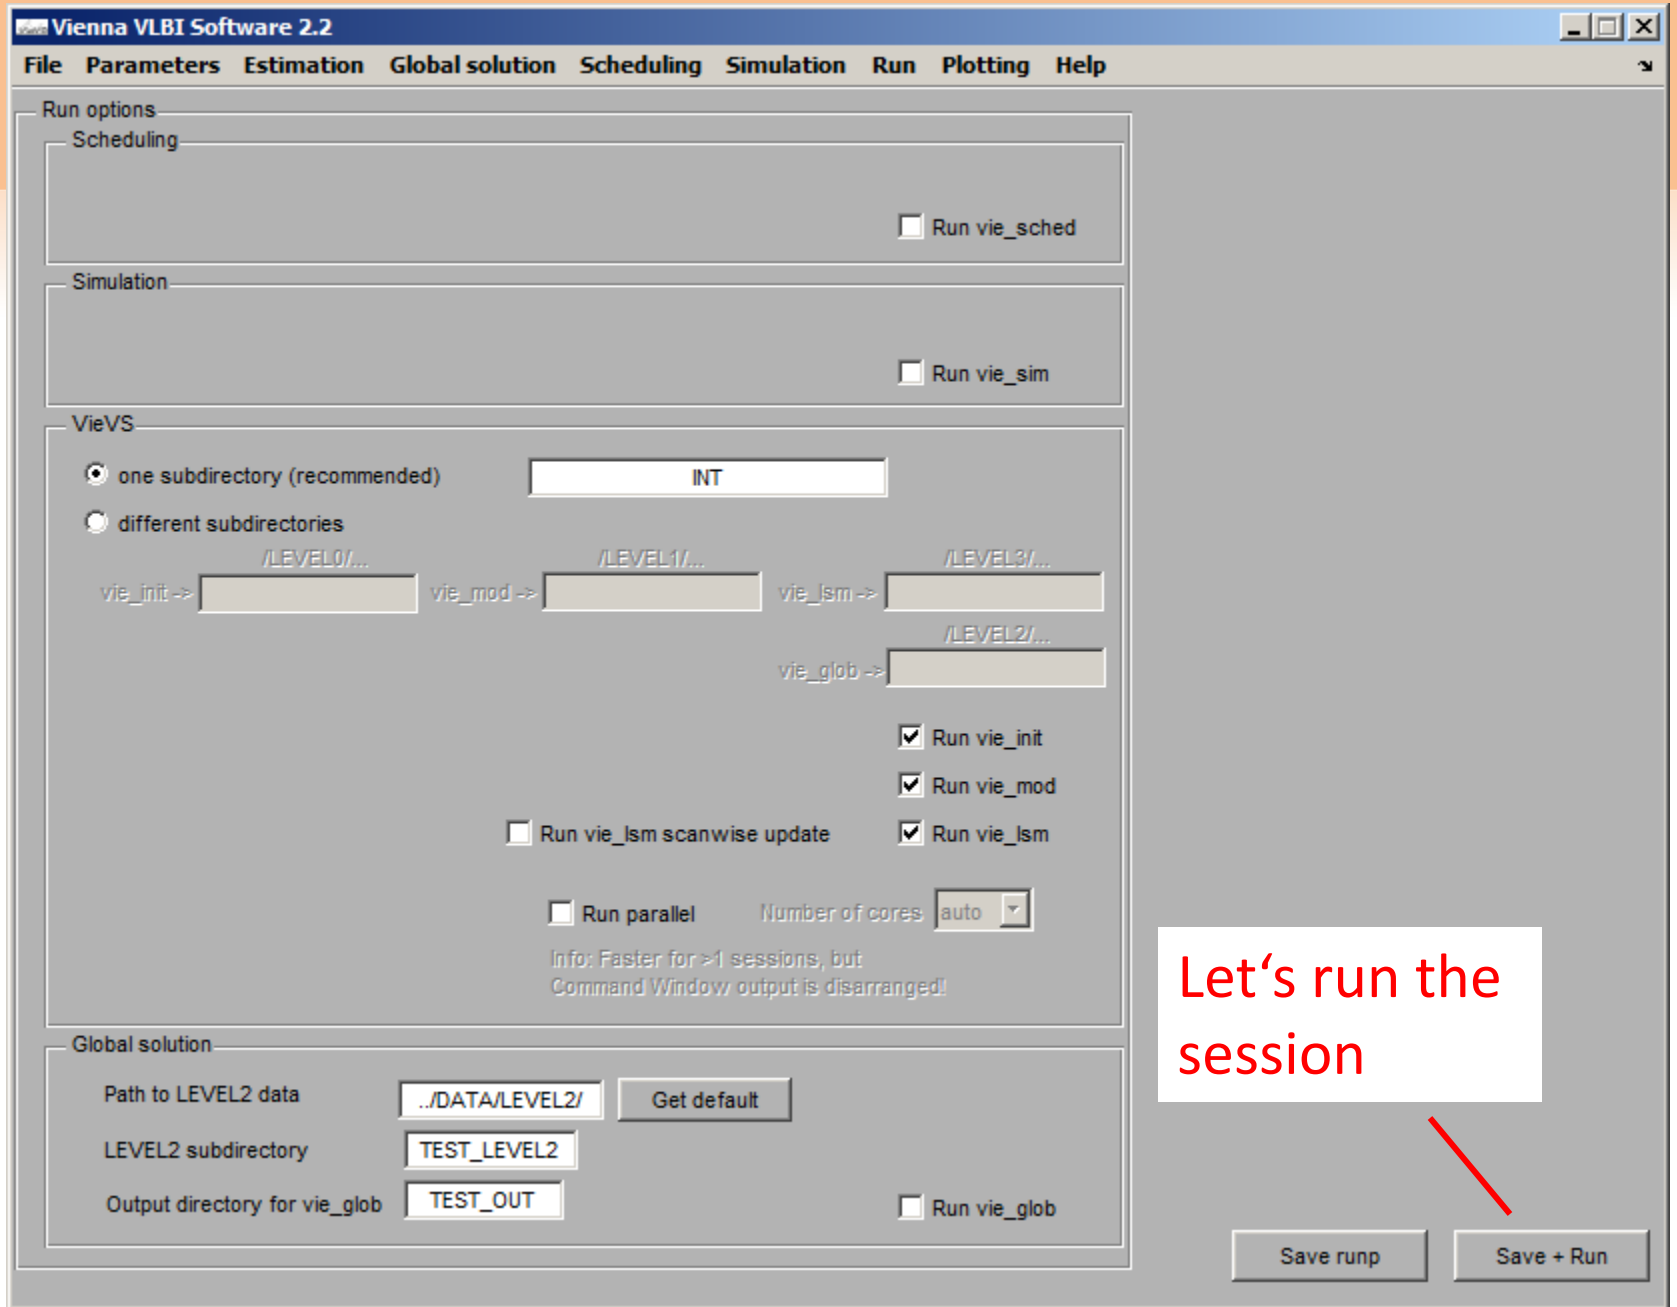 Vienna VLBI Software 2.2
File Parameters Estimation Global solution Scheduling Simulation Run Plotting Help
Run options
Scheduling
Run vie_sched
Simulation
Run vie_sim
VieVS
one subdirectory (recommended) INT
different subdirectories
/LEVEL0/... /LEVEL1/... /LEVEL3/...
vie_init -> vie_mod -> vie_lsm ->
/LEVEL2/...
vie_glob ->
Run vie_init
Run vie_mod
Run vie_lsm scanwise update Run vie_lsm
Run parallel Number of cores auto
Info: Faster for >1 sessions, but
Command Window output is disarranged!
Let‘s run the
session
Global solution
Path to LEVEL2 data ../DATA/LEVEL2/ Get default
LEVEL2 subdirectory TEST_LEVEL2
Output directory for vie_glob TEST_OUT Run vie_glob
Save runp Save + Run